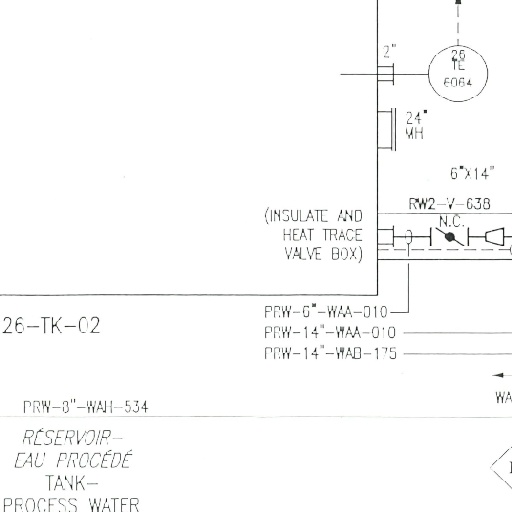 2"
26
TE
6064
24"
MH
6"X14"
RW2-V-638
(INSULATE AND
HEAT TRACE
VALVE BOX)
N.C.
PRW-6"-WAA-010
PRW-14"-WAA-010
PRW-14"-WAB-175
26-TK-02
WA
PRW-8"-WAH-534
RÉSERVOIR-
EAU PROCÉDÉ
TANK-
PROCESS WATER